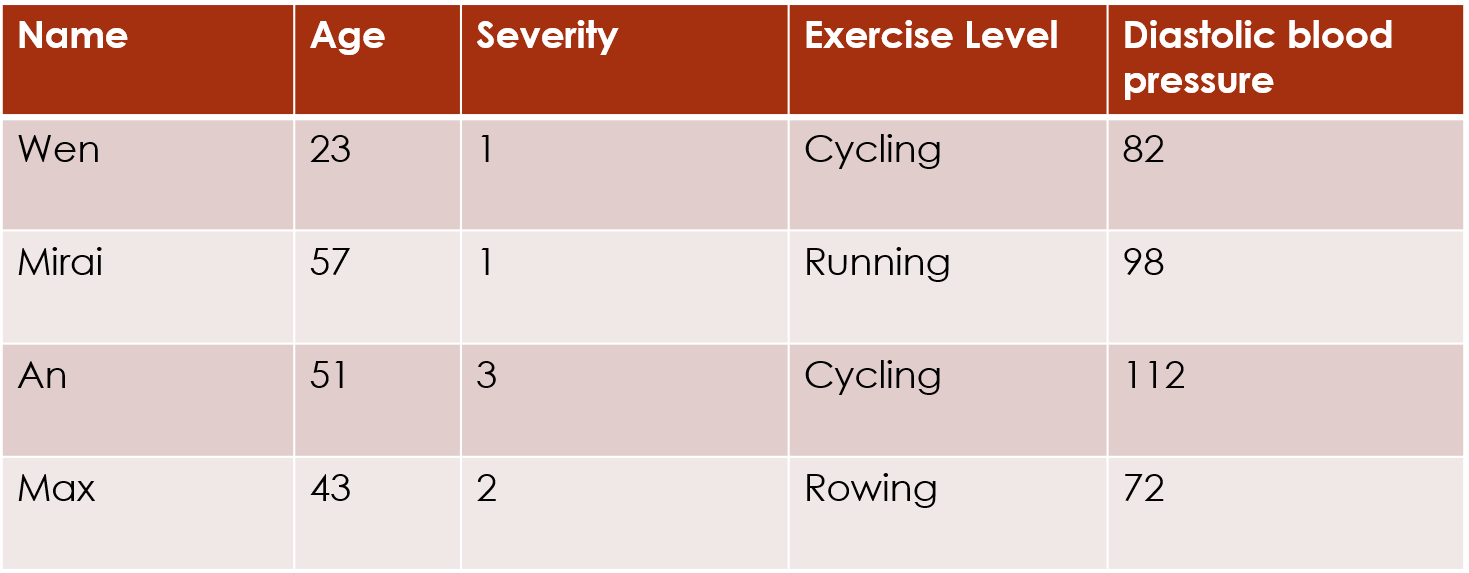 Name Age Severity Exercise Level Diastolic blood
pressure
Wen 23 1 Cycling 82
Mirai 57 1 Running 98
An 51 3 Cycling 112
Max 43 2 Rowing 72